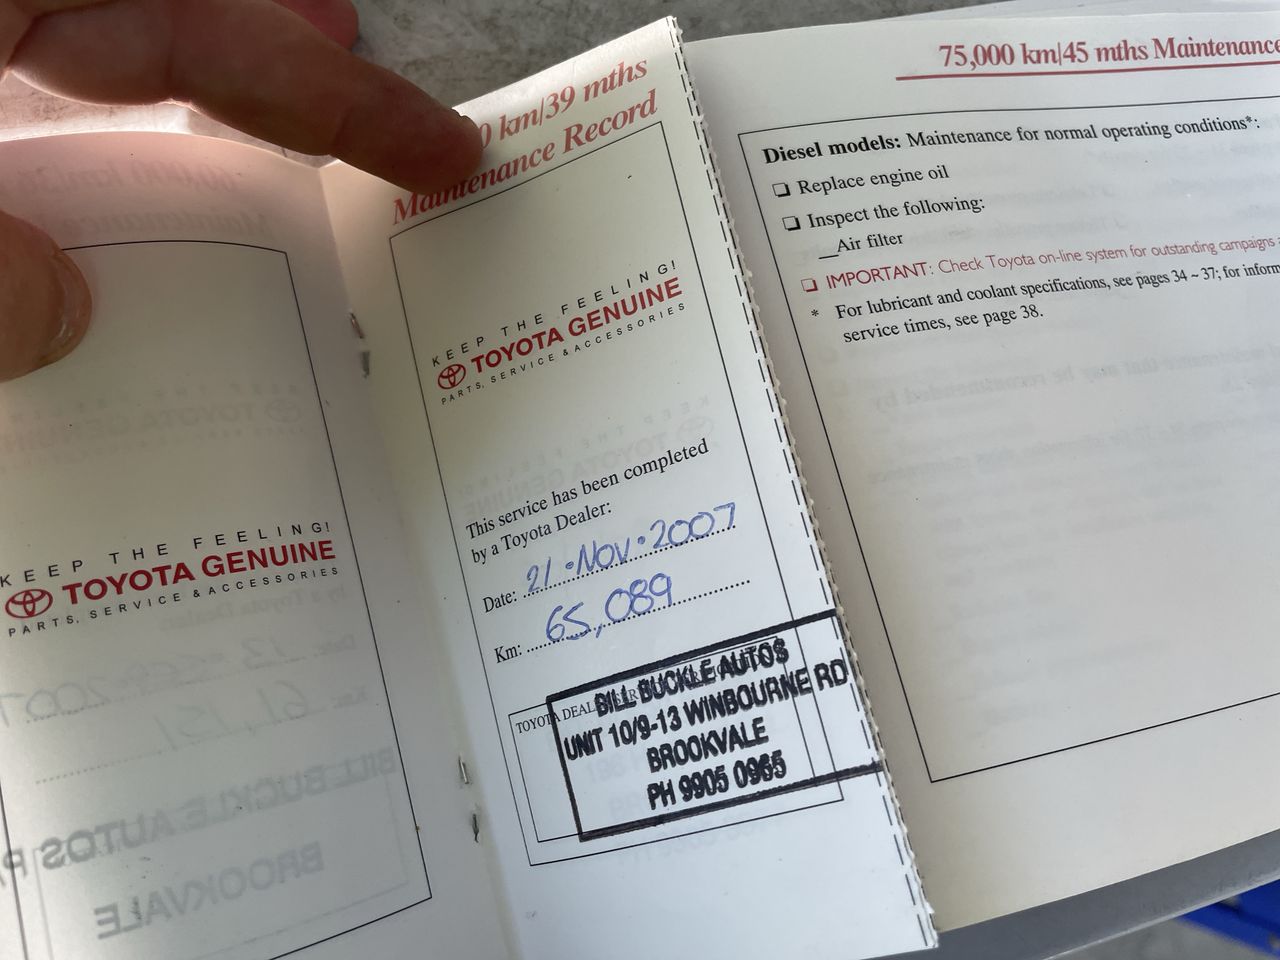 KEEP THE FEELING!
TOYOTA GENUINE
PARTS, SERVICE & ACCESSORIES
0 km/39 mths
Maintenance Record
KEEP THE FEELING!
TOYOTA GENUINE
PARTS, SERVICE & ACCESSORIES
This service has been completed
by a Toyota Dealer:
Date: 21·Nov·2007
Km: 65,089
TOYOTA DEALER
BILL BUCKLE AUTOS
UNIT 10/9-13 WINBOURNE RD
BROOKVALE
PH 9905 0965
75,000 km/45 mths Maintenance
Diesel models: Maintenance for normal operating conditions*:
❏ Replace engine oil
❏ Inspect the following:
__Air filter
❏ IMPORTANT: Check Toyota on-line system for outstanding campaigns
* For lubricant and coolant specifications, see pages 34 ~ 37; for
service times, see page 38.